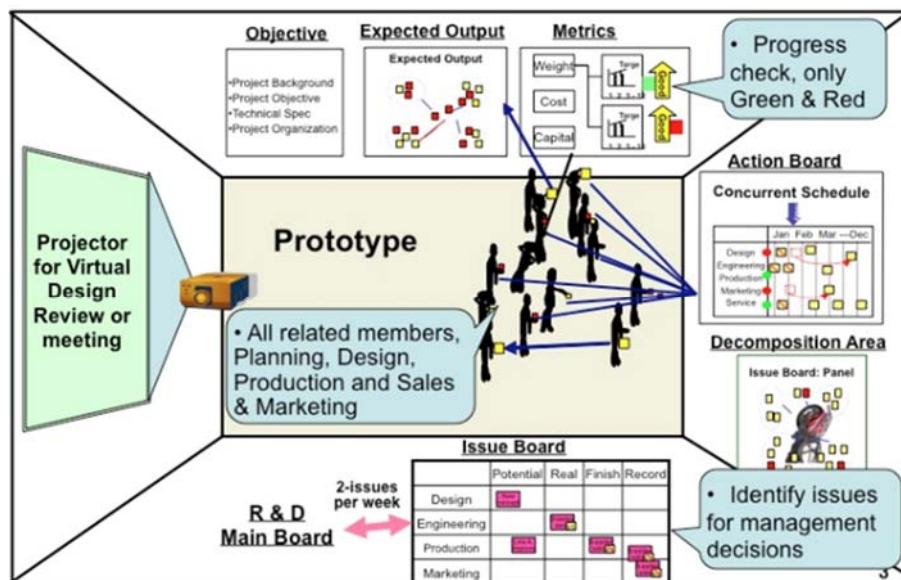 Objective
Expected Output
Metrics
•Project Background
•Project Objective
•Technical Spec
•Project Organization
Expected Output
Weight
Cost
Capital
Targe
Good
Targe
Good
• Progress
check, only
Green & Red
Action Board
Concurrent Schedule
Jan Feb Mar ---Dec
Design
Engineering
Production
Marketing
Service
Projector
for Virtual
Design
Review or
meeting
Prototype
• All related members,
Planning, Design,
Production and Sales
& Marketing
Decomposition Area
Issue Board: Panel
Issue Board
Potential Real Finish Record
Design
Engineering
Production
Marketing
2-issues
per week
R & D
Main Board
• Identify issues
for management
decisions
3